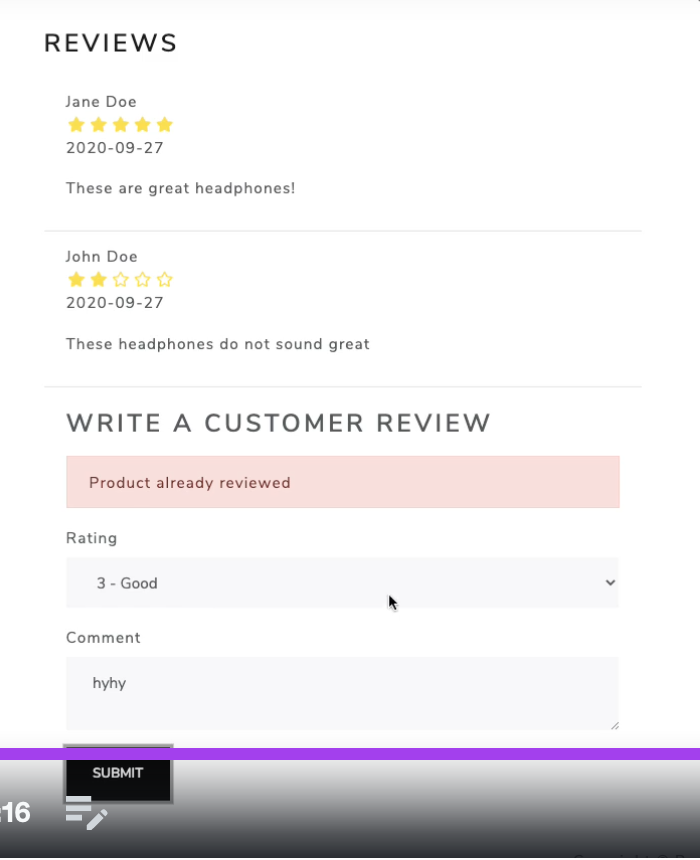 REVIEWS
Jane Doe
2020-09-27
These are great headphones!
John Doe
2020-09-27
These headphones do not sound great
WRITE A CUSTOMER REVIEW
Product already reviewed
Rating
3 - Good
Comment
hyhy
SUBMIT
:16